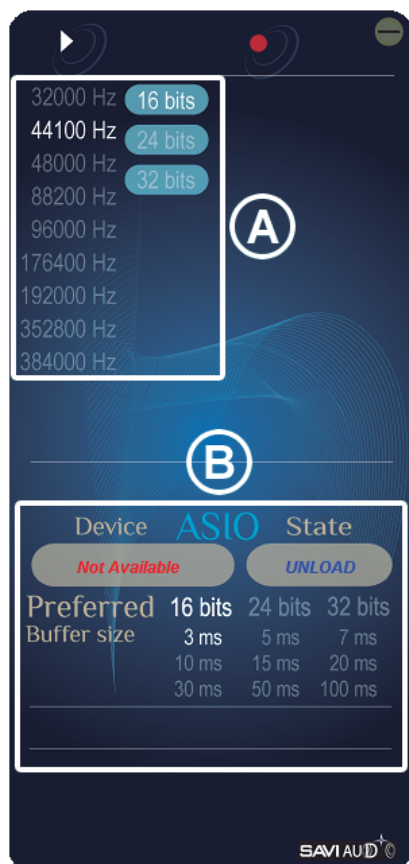 32000 Hz 16 bits
44100 Hz 24 bits
48000 Hz 32 bits
88200 Hz
96000 Hz
A
176400 Hz
192000 Hz
352800 Hz
384000 Hz
B
Device ASIO State
Not Available UNLOAD
Preferred 16 bits 24 bits 32 bits
Buffer size 3 ms 5 ms 7 ms
10 ms 15 ms 20 ms
30 ms 50 ms 100 ms
SAVI AUDIO